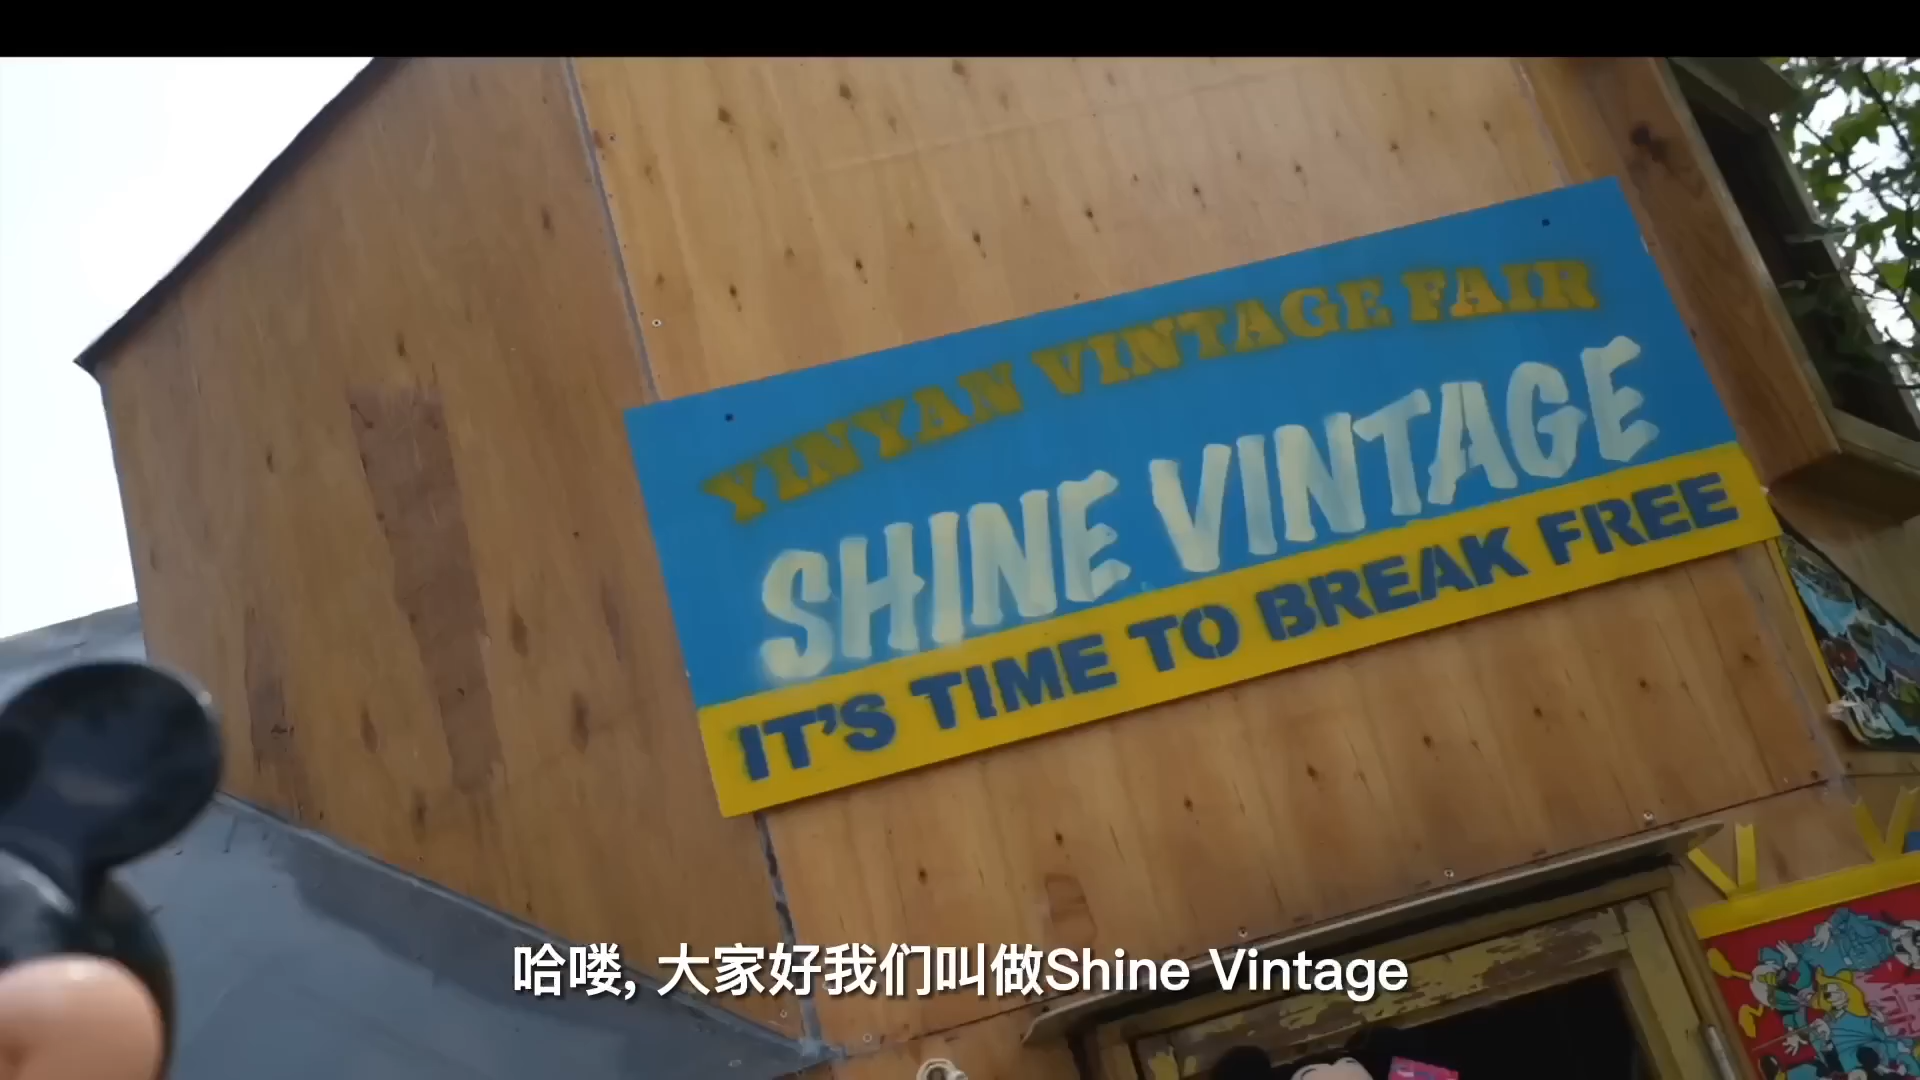 YINYAN VINTAGE FAIR
SHINE VINTAGE
IT'S TIME TO BREAK FREE
哈喽, 大家好我们叫做Shine Vintage